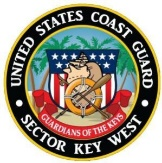 UNITED STATES COAST GUARD
GUARDIANS OF THE KEYS
SECTOR KEY WEST